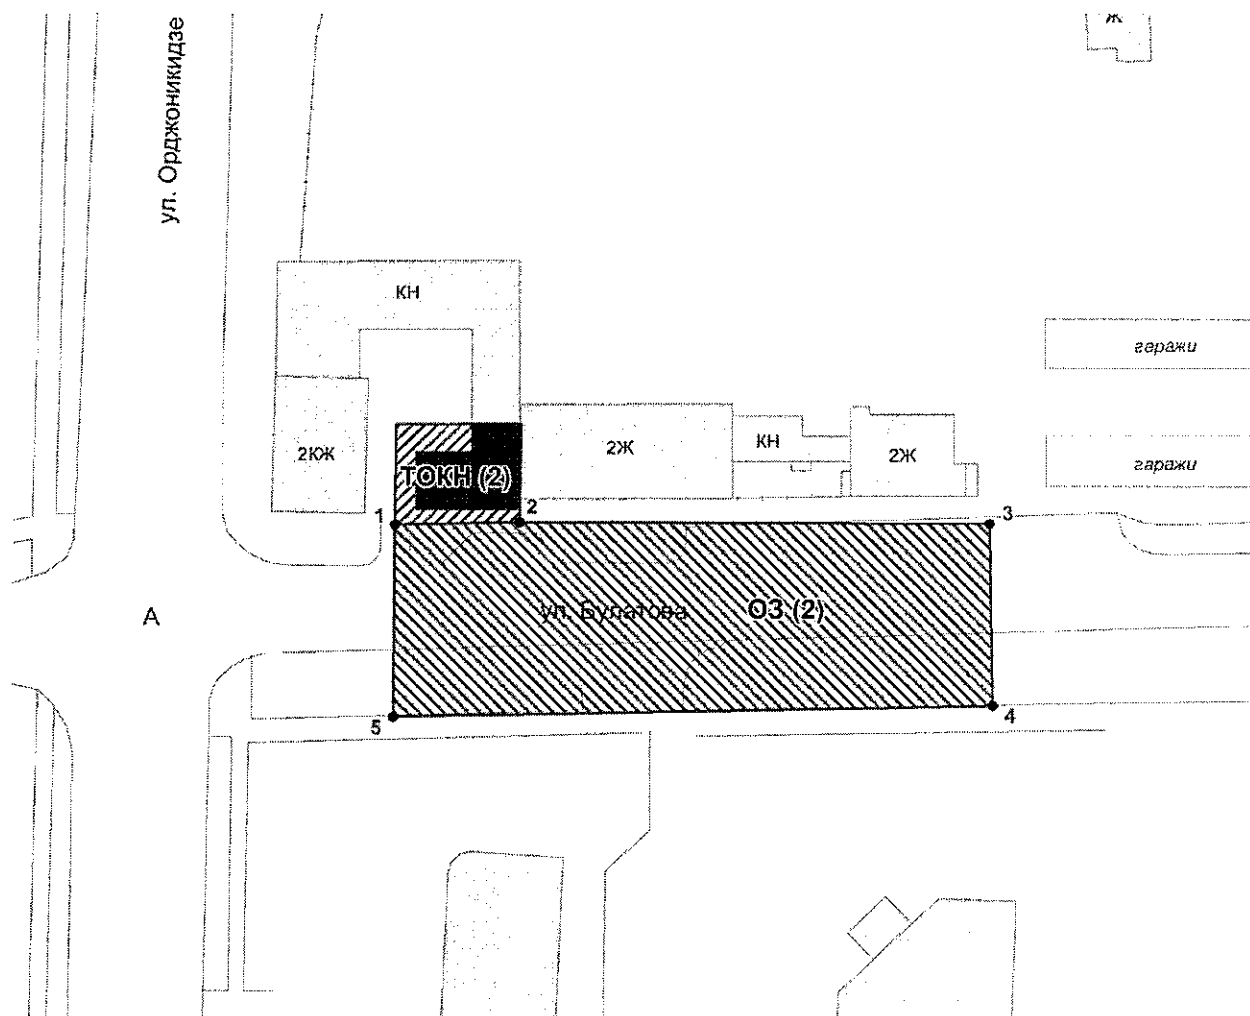 Ж
ул. Орджоникидзе
КН
гаражи
2КЖ
2Ж
КН
2Ж
гаражи
ТОКН (2)
1
2
3
ул. Булатова
ОЗ (2)
А
5
4